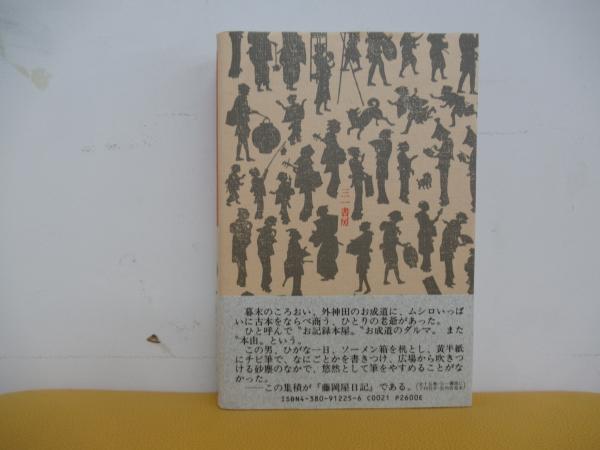 三一書房
幕末のころおい、外神田のお成道に、ムシロいっぱ
いに古本をならべ商う、ひとりの老爺があった。
ひと呼んで〝お記録本屋〟〝お成道のダルマ〟また
〝本由〟という。
この男、ひがな一日、ソーメン箱を机とし、黄半紙
にチビ筆で、なにごとかを書きつけ、広場から吹きつ
ける砂塵のなかで、悠然として筆をやすめることがな
かった。
――この集積が『藤岡屋日記』である。
ISBN4-380-91225-6 C0021 P2600E